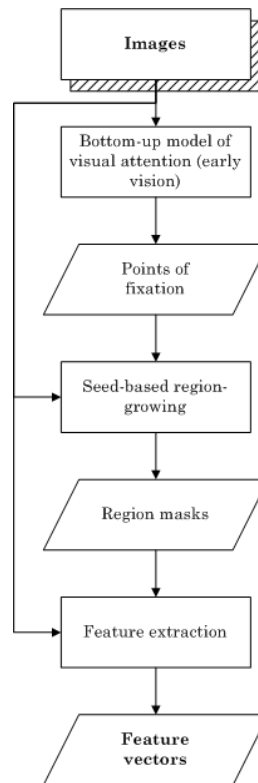 Images
Bottom-up model of
visual attention (early
vision)
Points of
fixation
Seed-based region-
growing
Region masks
Feature extraction
Feature
vectors